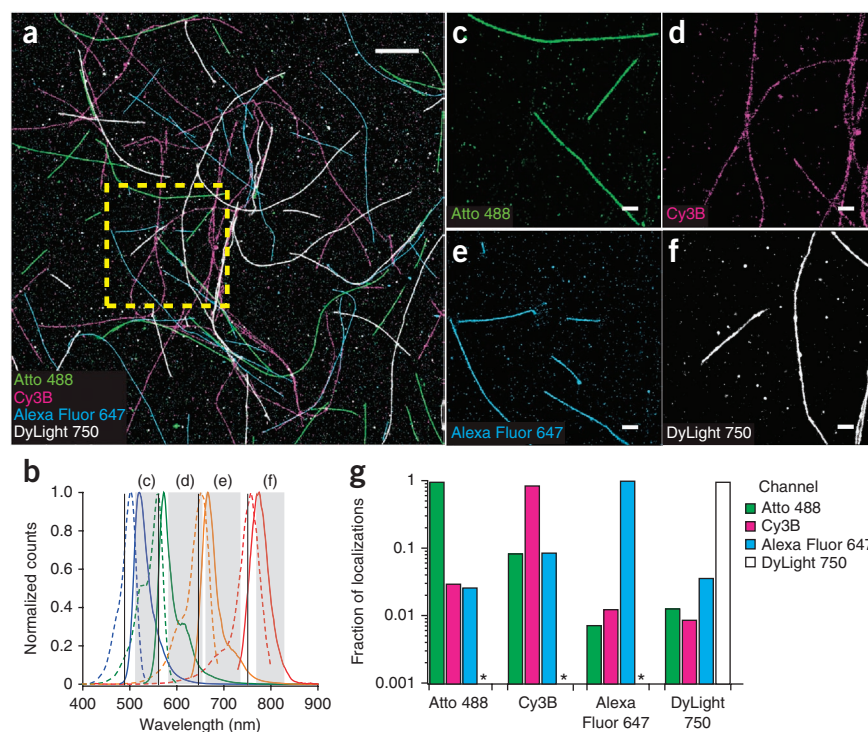 a
Atto 488
Cy3B
Alexa Fluor 647
DyLight 750
c
Atto 488
d
Cy3B
e
Alexa Fluor 647
f
DyLight 750
b
(c) (d) (e) (f)
Normalized counts
1.0
0.8
0.6
0.4
0.2
0
400 500 600 700 800 900
Wavelength (nm)
g
Fraction of localizations
1
0.1
0.01
0.001
* * * 
Atto 488 Cy3B Alexa Fluor 647 DyLight 750
Channel
Atto 488
Cy3B
Alexa Fluor 647
DyLight 750